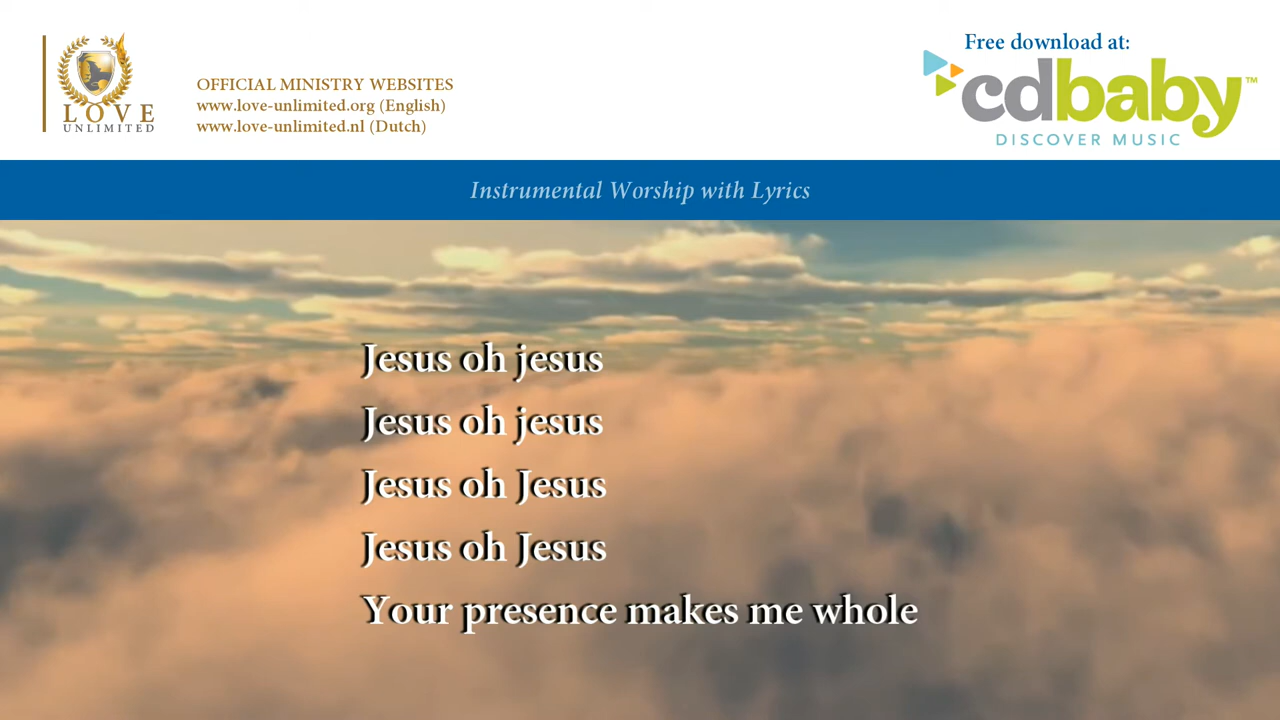 LOVE
UNLIMITED
OFFICIAL MINISTRY WEBSITES
www.love-unlimited.org (English)
www.love-unlimited.nl (Dutch)
Free download at:
cdbaby™
DISCOVER MUSIC
Instrumental Worship with Lyrics
Jesus oh jesus
Jesus oh jesus
Jesus oh Jesus
Jesus oh Jesus
Your presence makes me whole